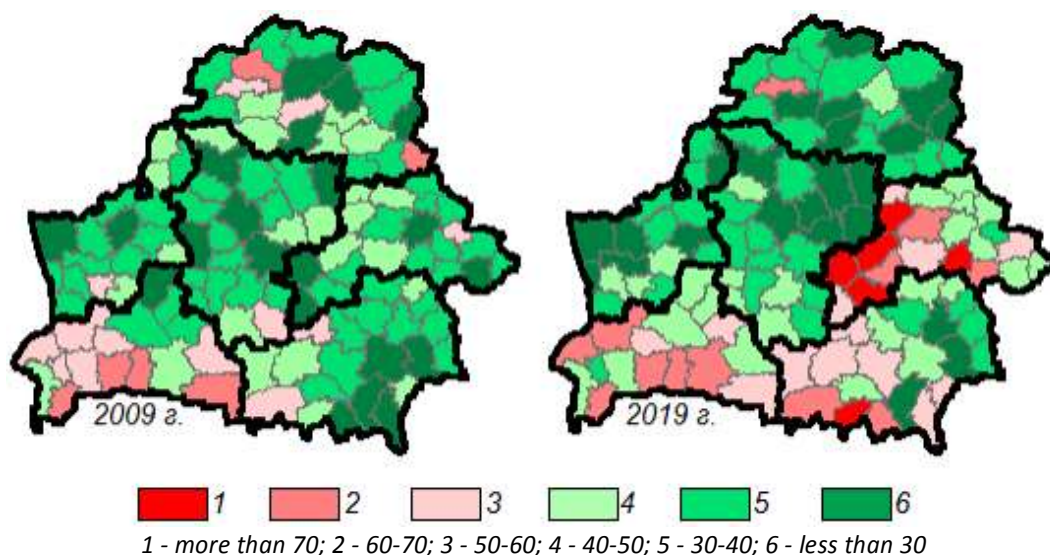 2009 г. 2019 г.
1 2 3 4 5 6
1 - more than 70; 2 - 60-70; 3 - 50-60; 4 - 40-50; 5 - 30-40; 6 - less than 30